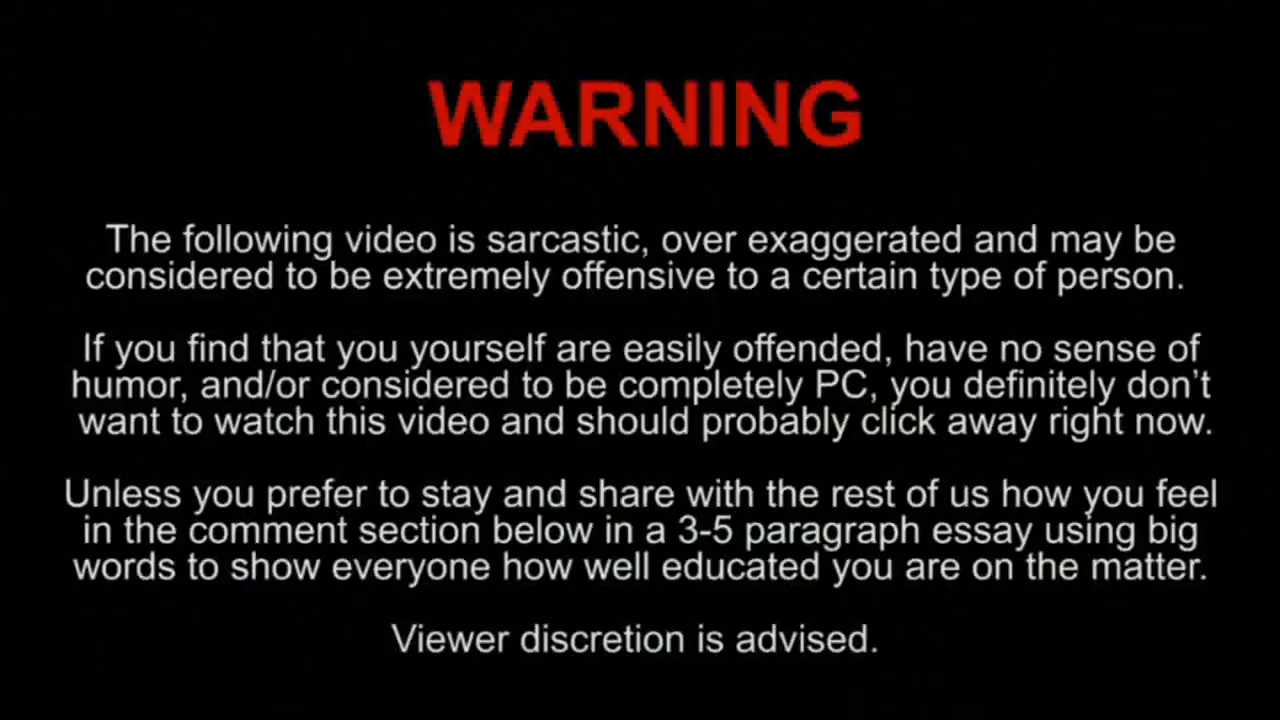 WARNING
The following video is sarcastic, over exaggerated and may be
considered to be extremely offensive to a certain type of person.
If you find that you yourself are easily offended, have no sense of
humor, and/or considered to be completely PC, you definitely don't
want to watch this video and should probably click away right now.
Unless you prefer to stay and share with the rest of us how you feel
in the comment section below in a 3-5 paragraph essay using big
words to show everyone how well educated you are on the matter.
Viewer discretion is advised.